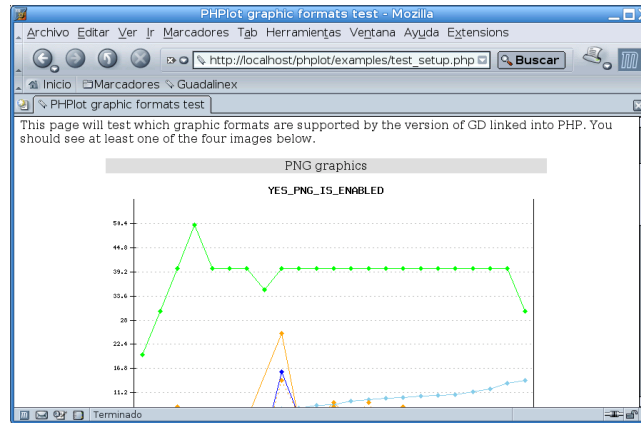 PHPlot graphic formats test - Mozilla
Archivo Editar Ver Ir Marcadores Tab Herramientas Ventana Ayuda Extensions
http://localhost/phplot/examples/test_setup.php Buscar
Inicio Marcadores Guadalinex
PHPlot graphic formats test
This page will test which graphic formats are supported by the version of GD linked into PHP. You
should see at least one of the four images below.
PNG graphics
YES_PNG_IS_ENABLED
50.4
44.8
39.2
33.6
28
22.4
16.8
11.2
Terminado